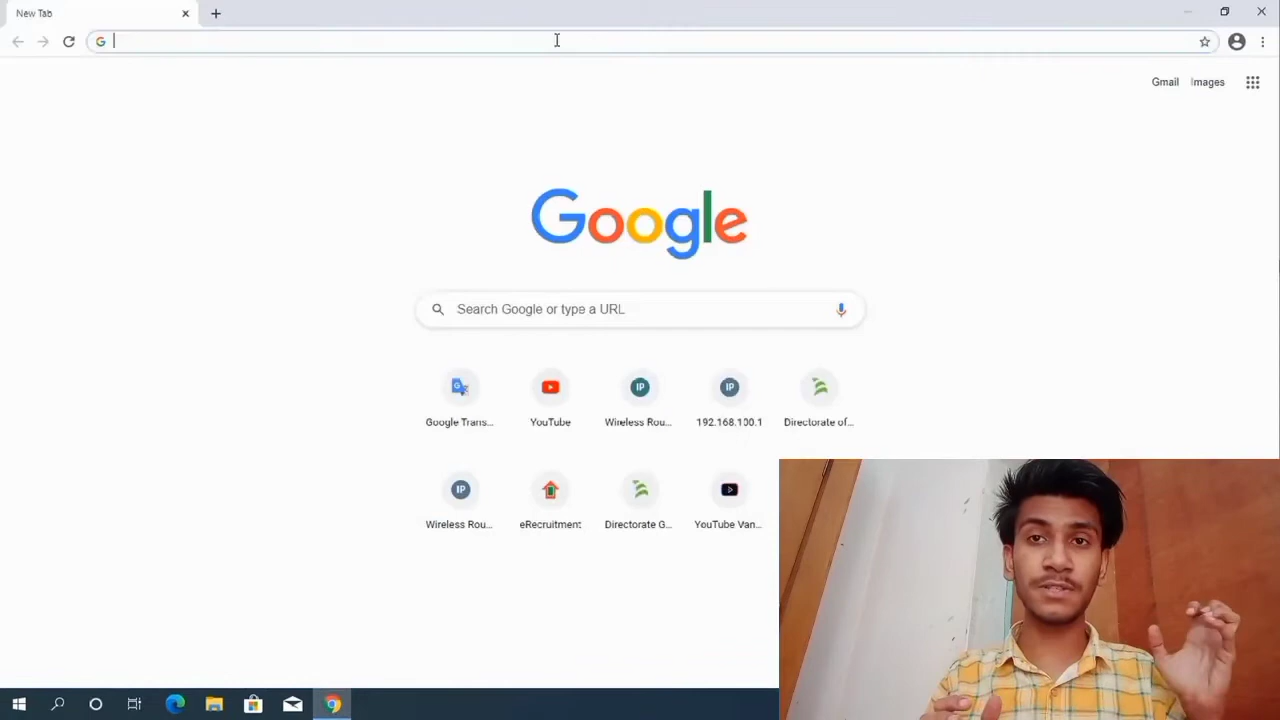 New Tab
Gmail Images
Google
Search Google or type a URL
Google Trans...
YouTube
Wireless Rou...
192.168.100.1
Directorate of...
Wireless Rou...
eRecruitment
Directorate G...
YouTube Van...